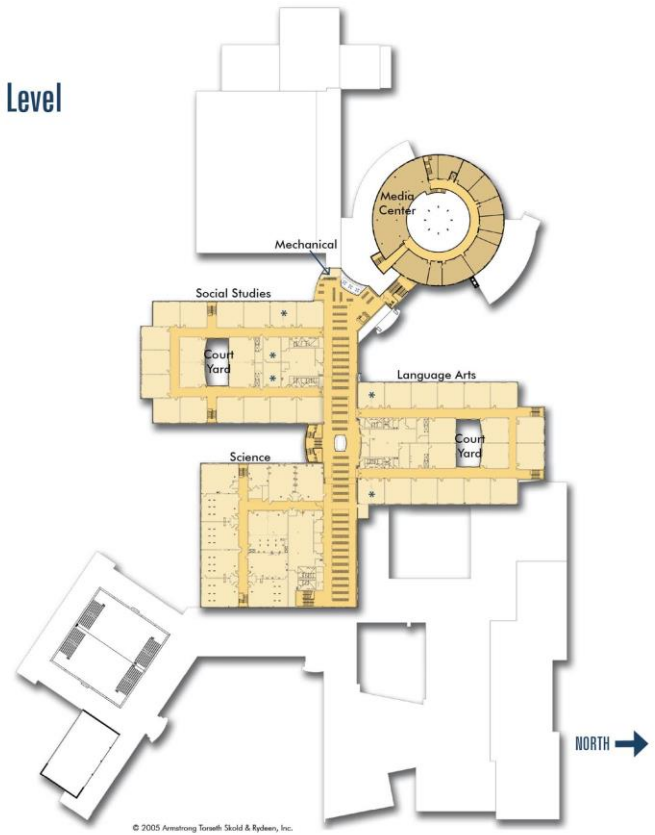 Level
Media
Center
Mechanical
Social Studies
Court
Yard
Language Arts
Court
Yard
Science
NORTH
© 2005 Armstrong Torseth Skold & Rydeen, Inc.